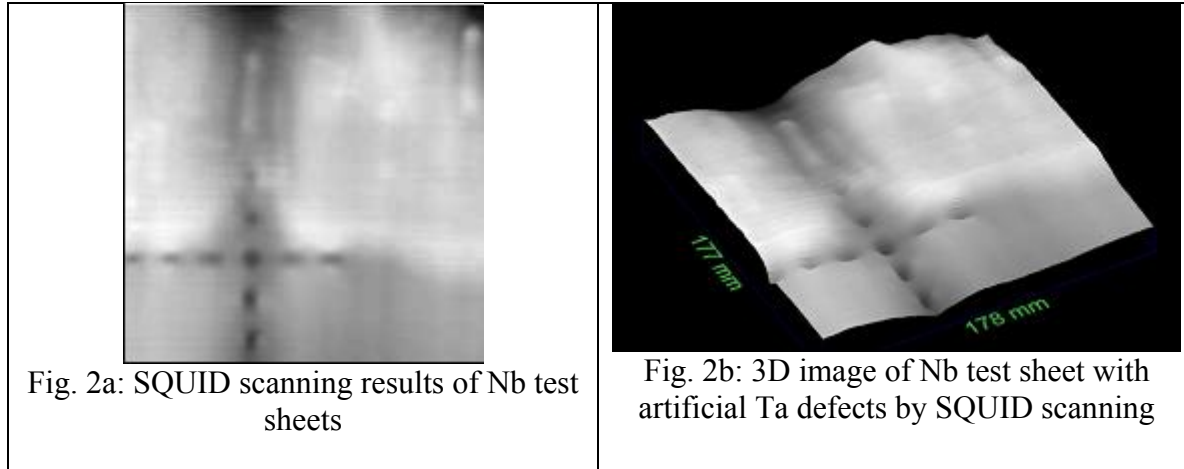 Fig. 2a: SQUID scanning results of Nb test
sheets
177 mm
178 mm
Fig. 2b: 3D image of Nb test sheet with
artificial Ta defects by SQUID scanning